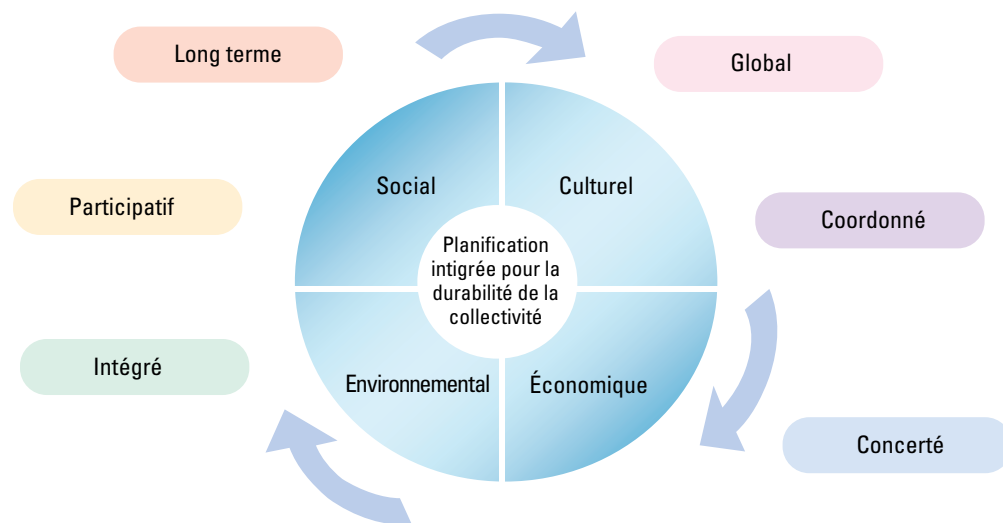 Long terme
Global
Social
Culturel
Participatif
Coordonné
Planification
intigrée pour la
durabilité de la
collectivité
Intégré
Environnemental
Économique
Concerté